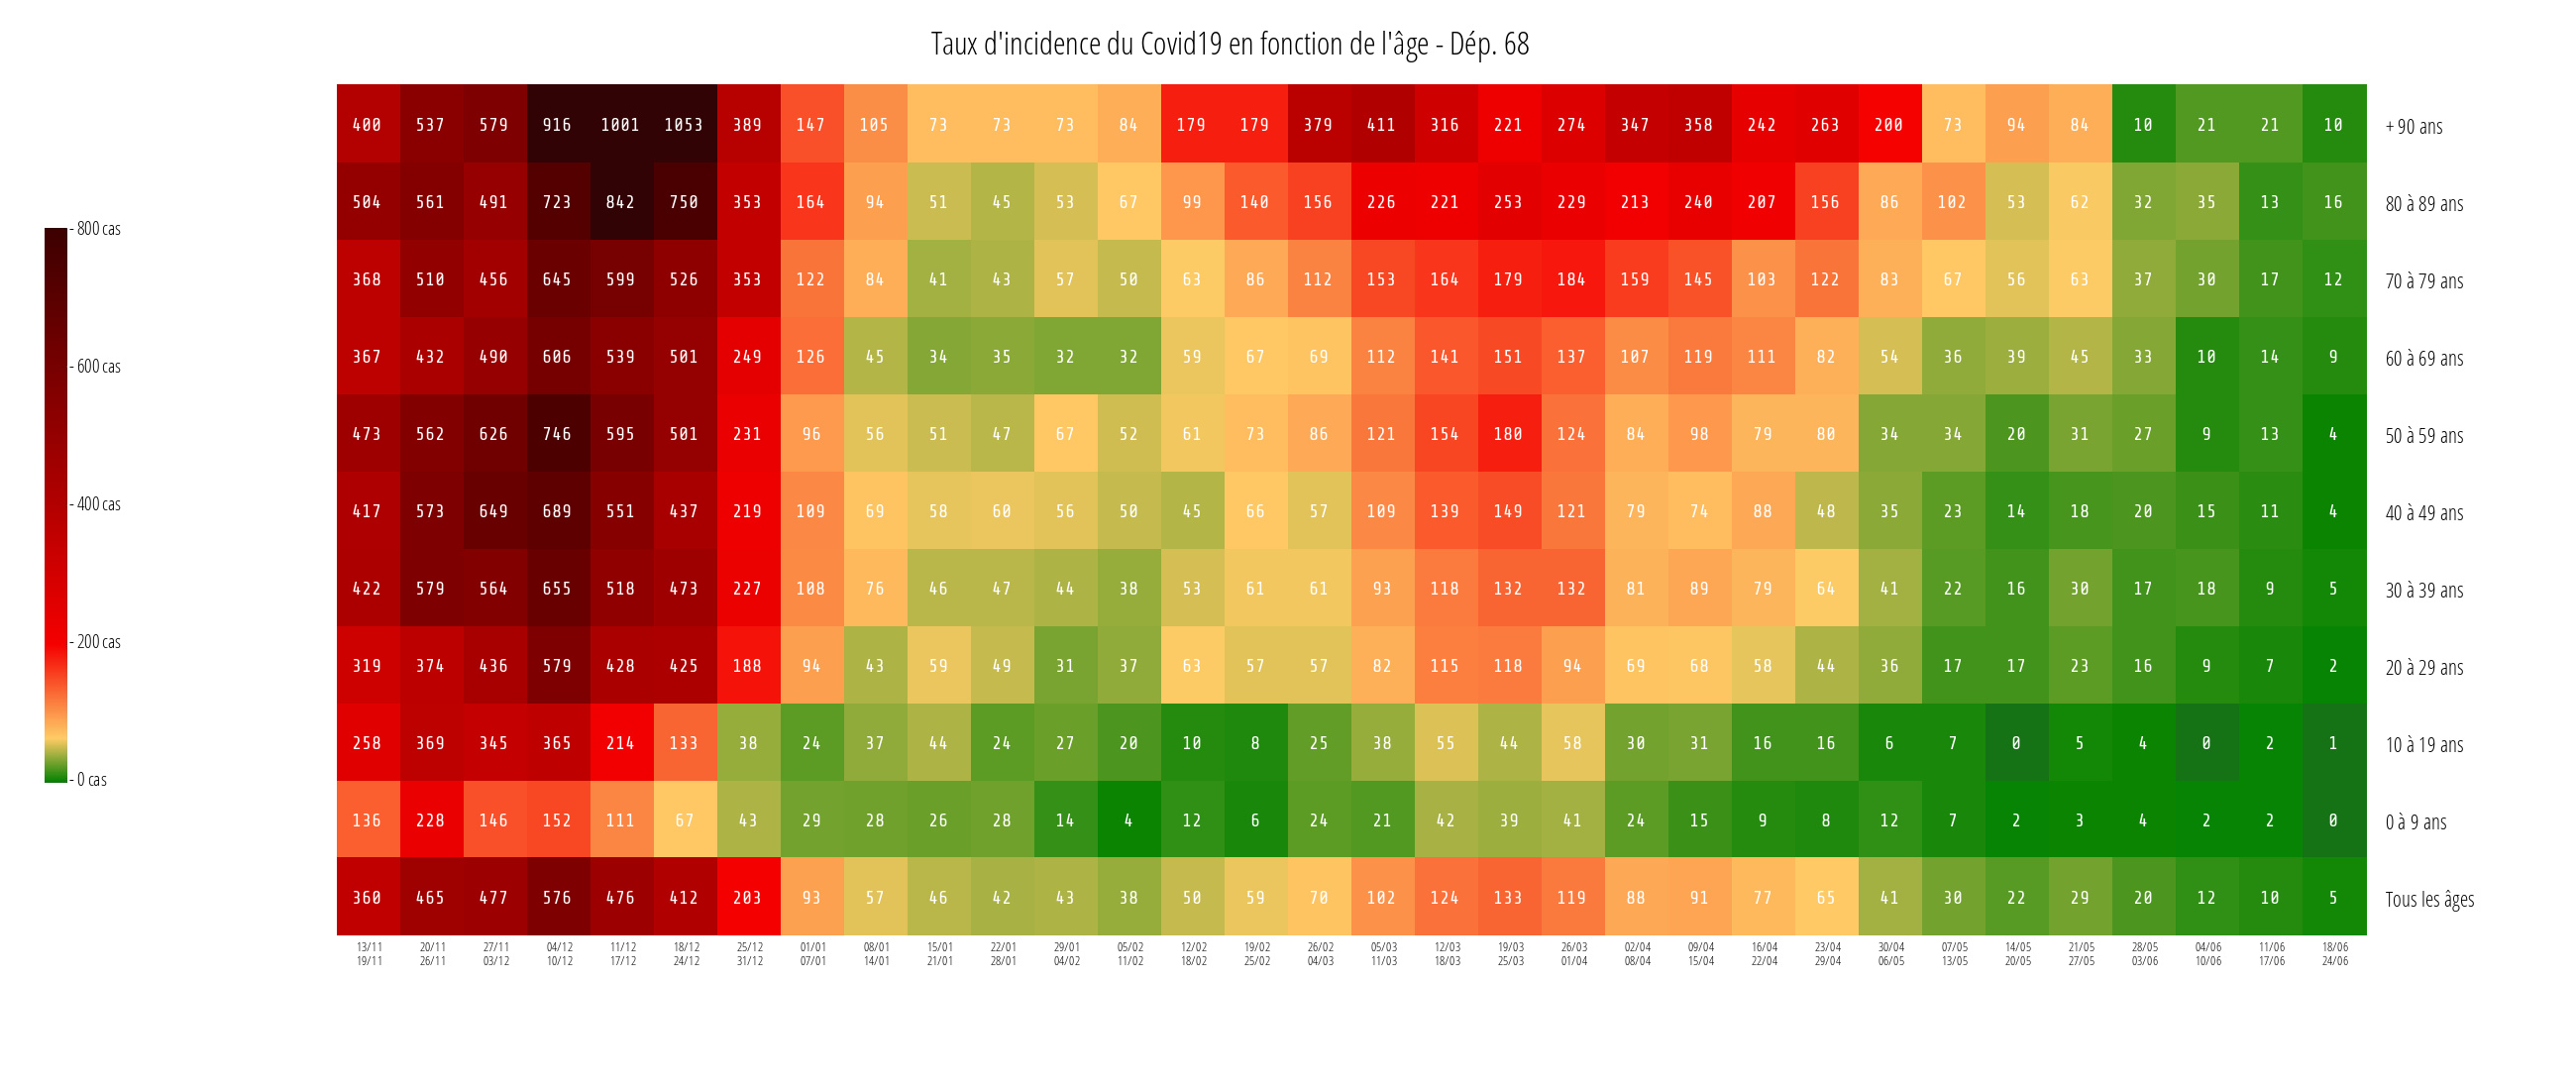 Taux d'incidence du Covid19 en fonction de l'âge - Dép. 68
400 537 579 916 1001 1053 389 147 105 73 73 73 84 179 179 379 411 316 221 274 347 358 242 263 200 73 94 84 10 21 21 10 + 90 ans
504 561 491 723 842 750 353 164 94 51 45 53 67 99 140 156 226 221 253 229 213 240 207 156 86 102 53 62 32 35 13 16 80 à 89 ans
- 800 cas
368 510 456 645 599 526 353 122 84 41 43 57 50 63 86 112 153 164 179 184 159 145 103 122 83 67 56 63 37 30 17 12 70 à 79 ans
367 432 490 606 539 501 249 126 45 34 35 32 32 59 67 69 112 141 151 137 107 119 111 82 54 36 39 45 33 10 14 9 60 à 69 ans
- 600 cas
473 562 626 746 595 501 231 96 56 51 47 67 52 61 73 86 121 154 180 124 84 98 79 80 34 34 20 31 27 9 13 4 50 à 59 ans
- 400 cas
417 573 649 689 551 437 219 109 69 58 60 56 50 45 66 57 109 139 149 121 79 74 88 48 35 23 14 18 20 15 11 4 40 à 49 ans
422 579 564 655 518 473 227 108 76 46 47 44 38 53 61 61 93 118 132 132 81 89 79 64 41 22 16 30 17 18 9 5 30 à 39 ans
- 200 cas
319 374 436 579 428 425 188 94 43 59 49 31 37 63 57 57 82 115 118 94 69 68 58 44 36 17 17 23 16 9 7 2 20 à 29 ans
258 369 345 365 214 133 38 24 37 44 24 27 20 10 8 25 38 55 44 58 30 31 16 16 6 7 0 5 4 0 2 1 10 à 19 ans
- 0 cas
136 228 146 152 111 67 43 29 28 26 28 14 4 12 6 24 21 42 39 41 24 15 9 8 12 7 2 3 4 2 2 0 0 à 9 ans
360 465 477 576 476 412 203 93 57 46 42 43 38 50 59 70 102 124 133 119 88 91 77 65 41 30 22 29 20 12 10 5 Tous les âges
13/11 20/11 27/11 04/12 11/12 18/12 25/12 01/01 08/01 15/01 22/01 29/01 05/02 12/02 19/02 26/02 05/03 12/03 19/03 26/03 02/04 09/04 16/04 23/04 30/04 07/05 14/05 21/05 28/05 04/06 11/06 18/06
19/11 26/11 03/12 10/12 17/12 24/12 31/12 07/01 14/01 21/01 28/01 04/02 11/02 18/02 25/02 04/03 11/03 18/03 25/03 01/04 08/04 15/04 22/04 29/04 06/05 13/05 20/05 27/05 03/06 10/06 17/06 24/06